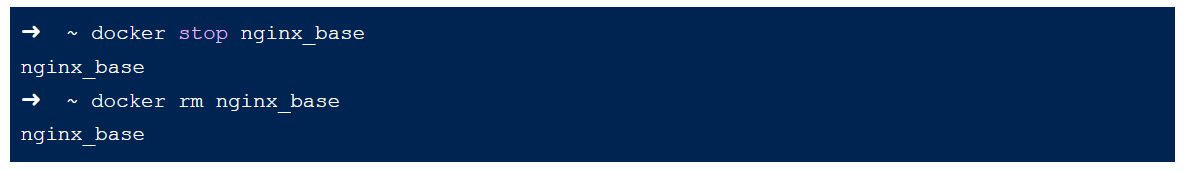 ➜ ~ docker stop nginx_base
nginx_base
➜ ~ docker rm nginx_base
nginx_base